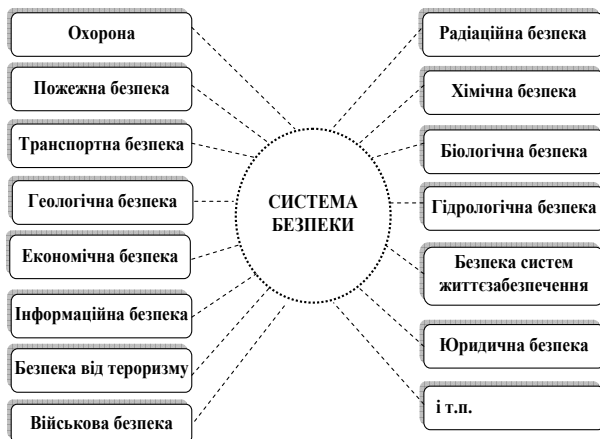 Охорона
Пожежна безпека
Транспортна безпека
Геологічна безпека
Економічна безпека
Інформаційна безпека
Безпека від тероризму
Військова безпека
СИСТЕМА
БЕЗПЕКИ
Радіаційна безпека
Хімічна безпека
Біологічна безпека
Гідрологічна безпека
Безпека систем
життєзабезпечення
Юридична безпека
і т.п.